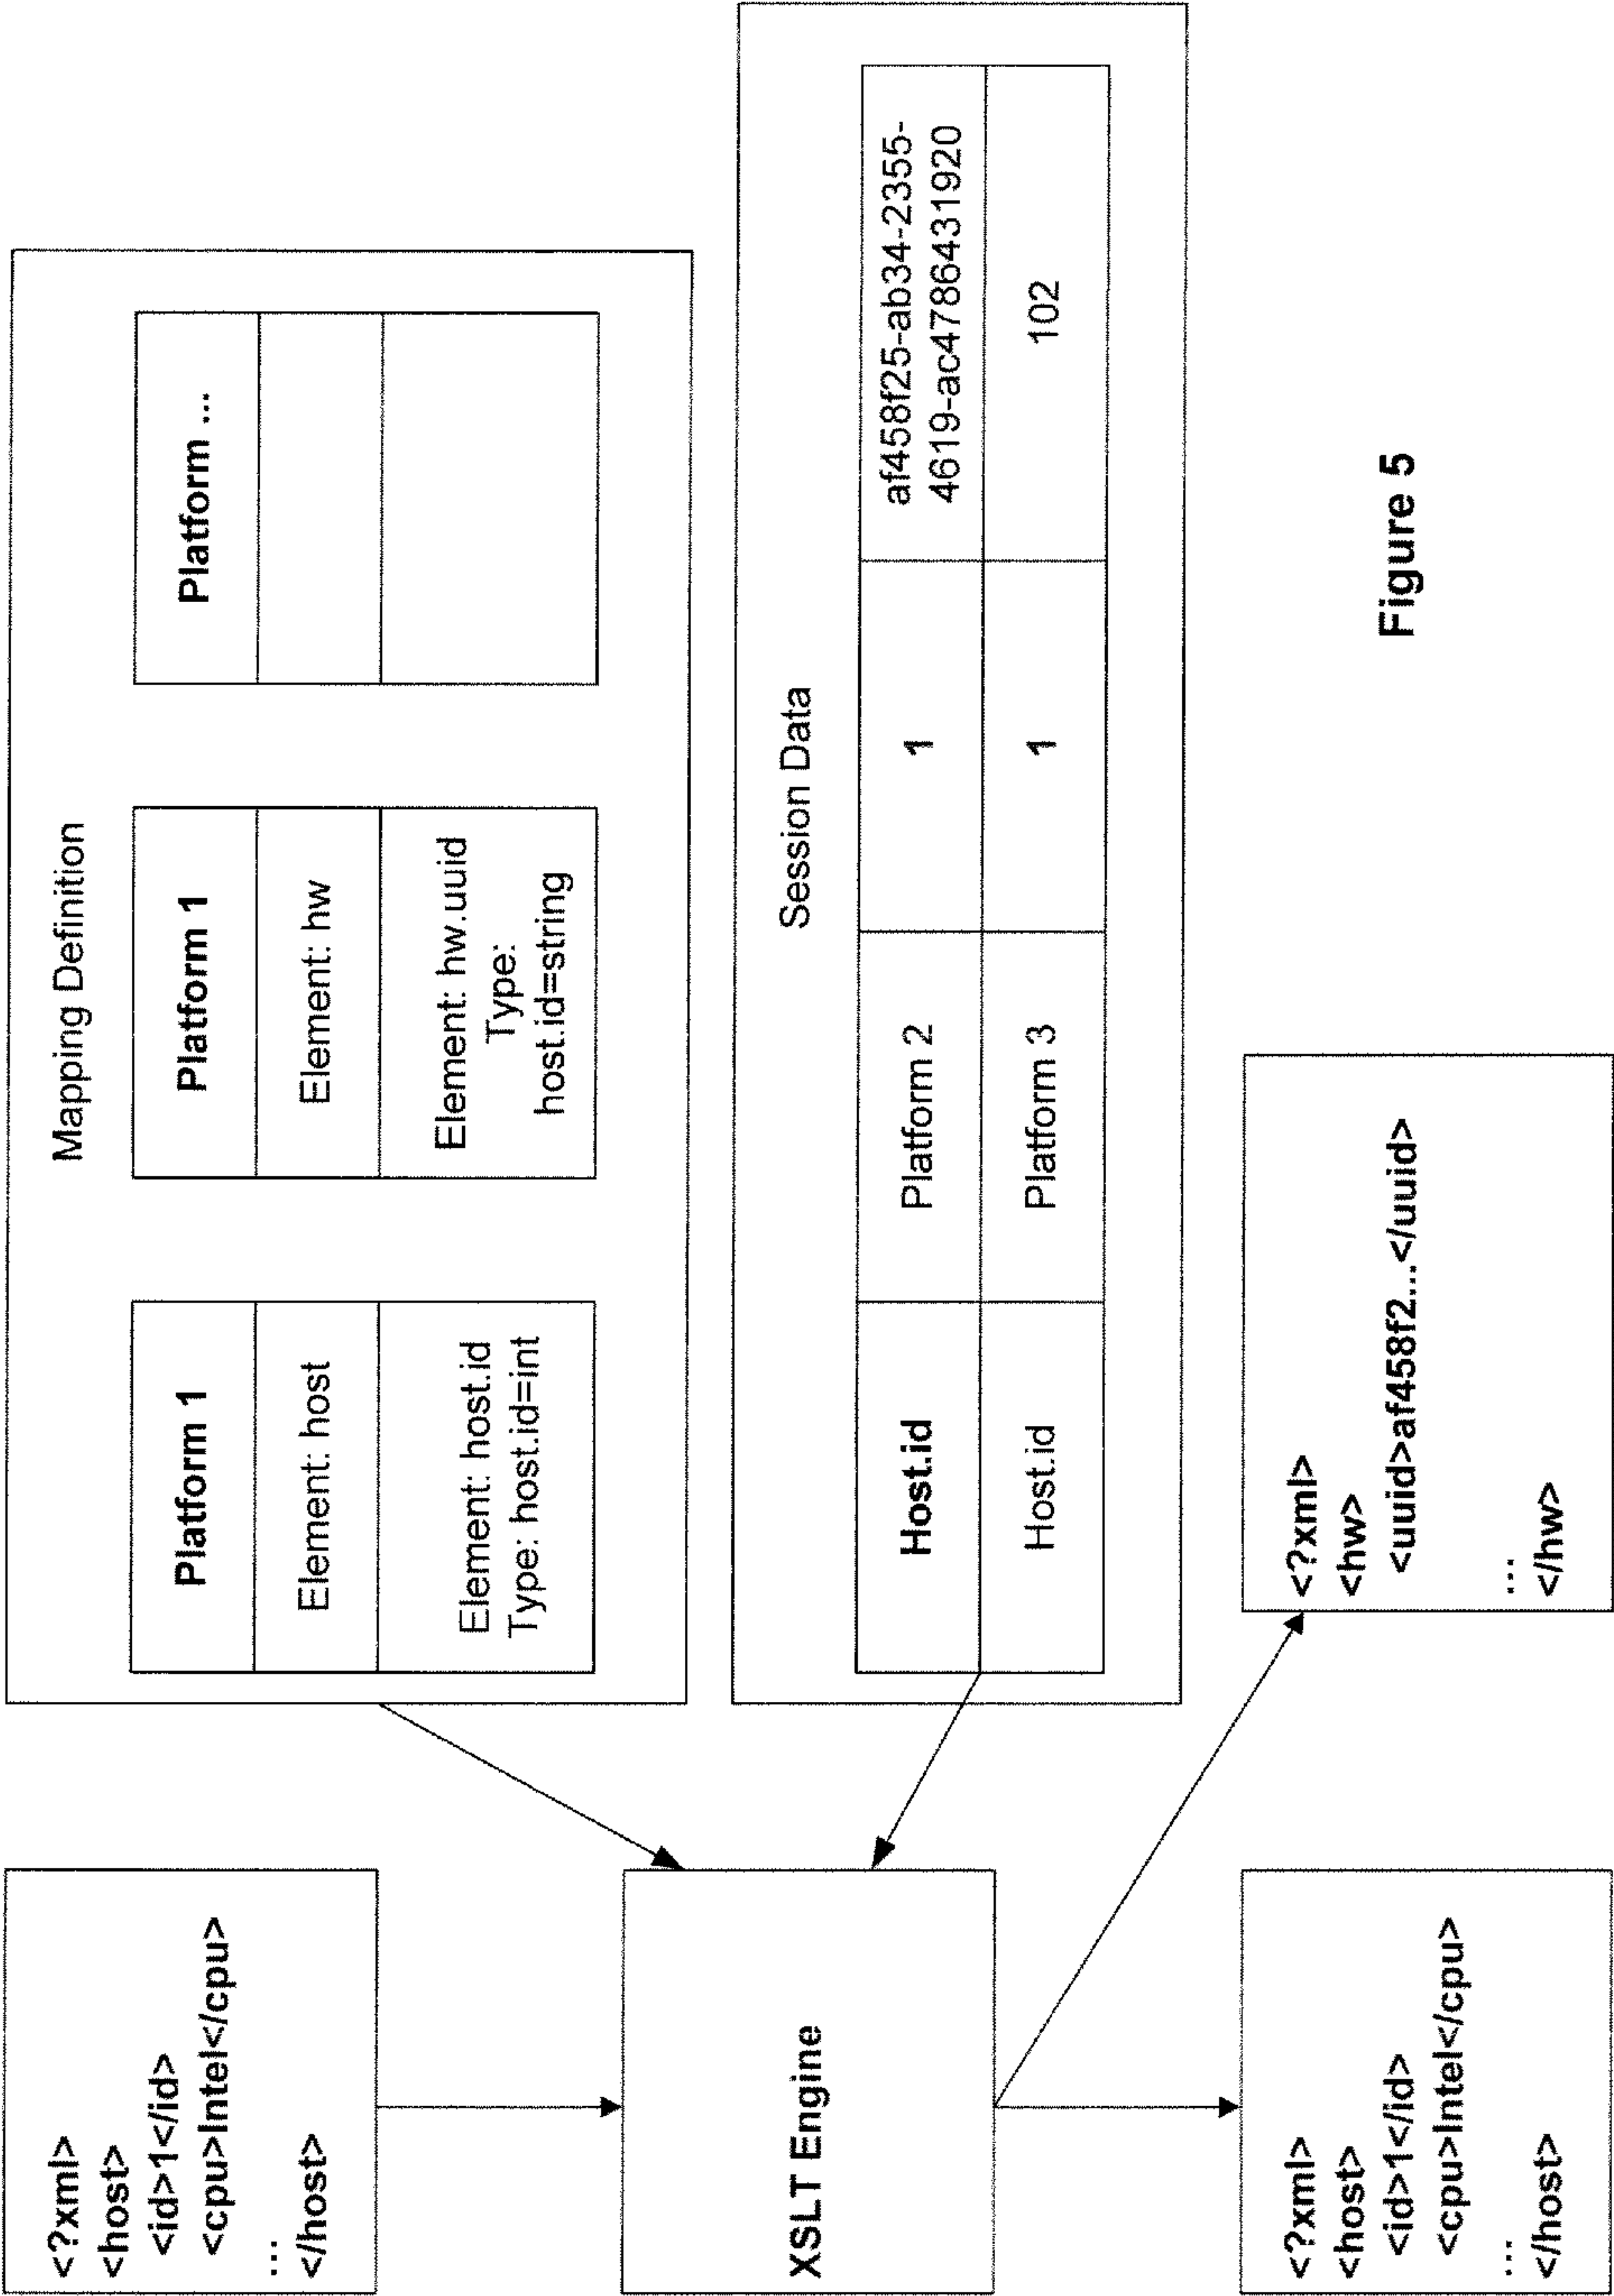 <?xml>
<host>
<id>1</id>
<cpu>Intel</cpu>
...
</host>
Mapping Definition
Platform 1
Element: host
Element: host.id
Type: host.id=int
Platform 1
Element: hw
Element: hw.uuid
Type:
host.id=string
Platform ...
XSLT Engine
Session Data
Host.id
Platform 2
1
af458f25-ab34-2355-
4619-ac4786431920
Host.id
Platform 3
1
102
<?xml>
<host>
<id>1</id>
<cpu>Intel</cpu>
...
</host>
<?xml>
<hw>
<uuid>af458f2...</uuid>
...
</hw>
Figure 5